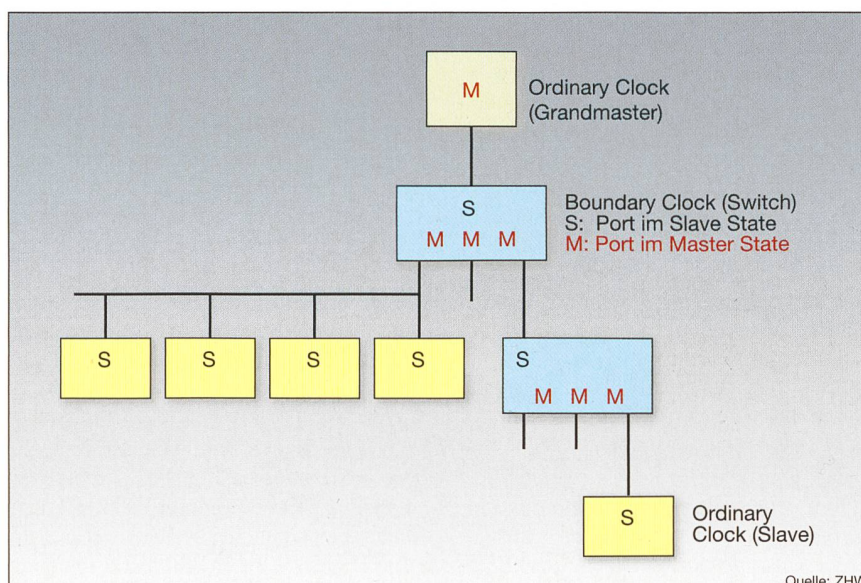 M
Ordinary Clock
(Grandmaster)
S
M M M
Boundary Clock (Switch)
S: Port im Slave State
M: Port im Master State
S
S
S
S
S
M M M
S
Ordinary
Clock (Slave)
Quelle: ZHW